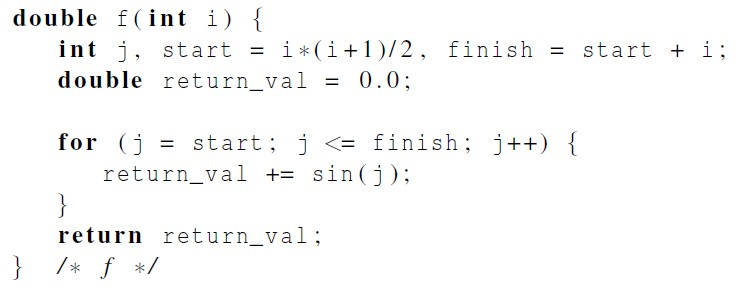 double f(int i) {
   int j, start = i*(i+1)/2, finish = start + i;
   double return_val = 0.0;

   for (j = start; j <= finish; j++) {
      return_val += sin(j);
   }
   return return_val;
}  /* f */